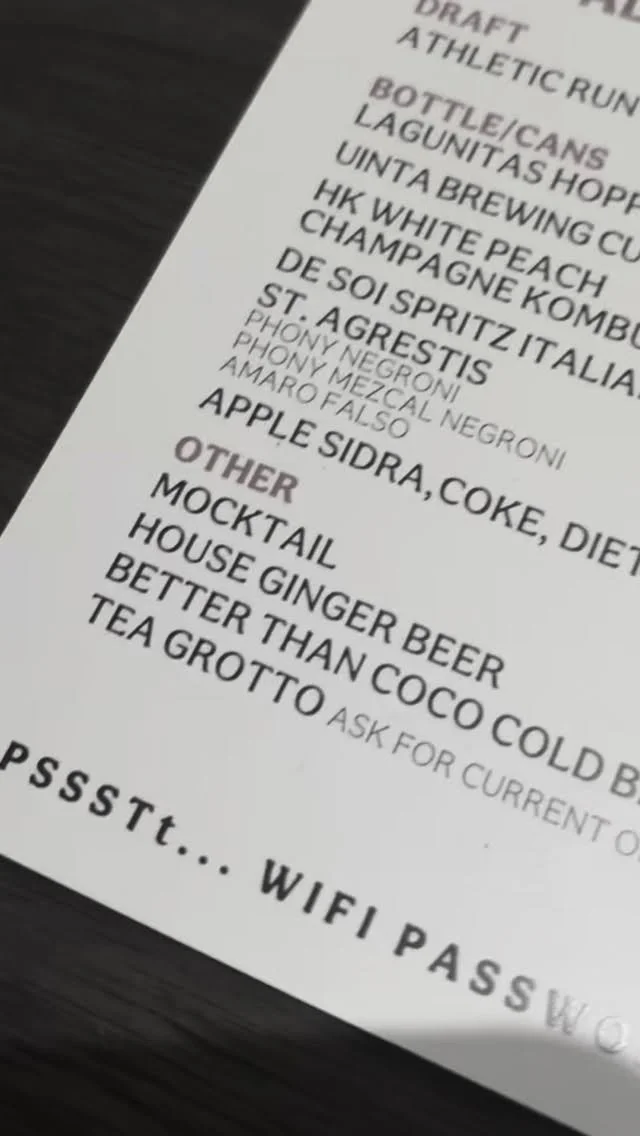 DRAFT
ATHLETIC RUN
BOTTLE/CANS
LAGUNITAS HOPP
UINTA BREWING CU
HK WHITE PEACH
CHAMPAGNE KOMBU
DE SOI SPRITZ ITALIA
ST. AGRESTIS
PHONY NEGRONI
PHONY MEZCAL NEGRONI
AMARO FALSO
APPLE SIDRA, COKE, DIET
OTHER
MOCKTAIL
HOUSE GINGER BEER
BETTER THAN COCO COLD B
TEA GROTTO ASK FOR CURRENT O
PSSSTt... WIFI PASSWO